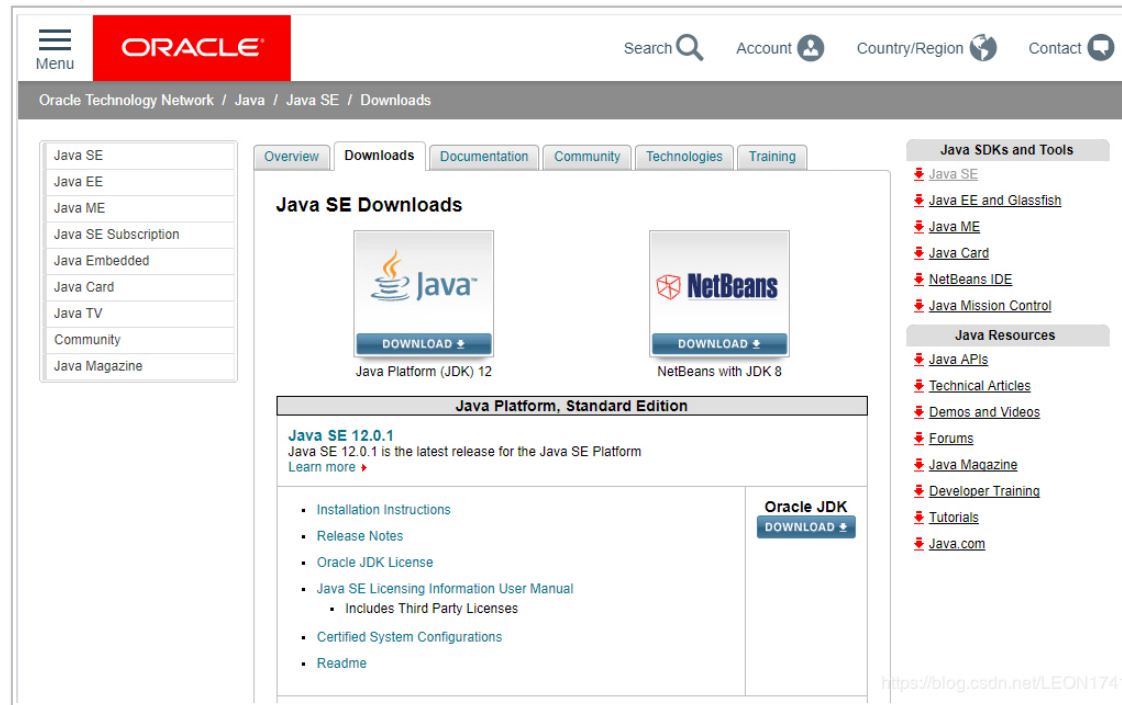 Menu
ORACLE
Search
Account
Country/Region
Contact
Oracle Technology Network / Java / Java SE / Downloads
Java SE
Java EE
Java ME
Java SE Subscription
Java Embedded
Java Card
Java TV
Community
Java Magazine
Overview
Downloads
Documentation
Community
Technologies
Training
Java SE Downloads
Java
DOWNLOAD
Java Platform (JDK) 12
NetBeans
DOWNLOAD
NetBeans with JDK 8
Java Platform, Standard Edition
Java SE 12.0.1
Java SE 12.0.1 is the latest release for the Java SE Platform
Learn more
Installation Instructions
Release Notes
Oracle JDK License
Java SE Licensing Information User Manual
Includes Third Party Licenses
Certified System Configurations
Readme
Oracle JDK
DOWNLOAD
Java SDKs and Tools
Java SE
Java EE and Glassfish
Java ME
Java Card
NetBeans IDE
Java Mission Control
Java Resources
Java APIs
Technical Articles
Demos and Videos
Forums
Java Magazine
Developer Training
Tutorials
Java.com
https://blog.csdn.net/LEON1741